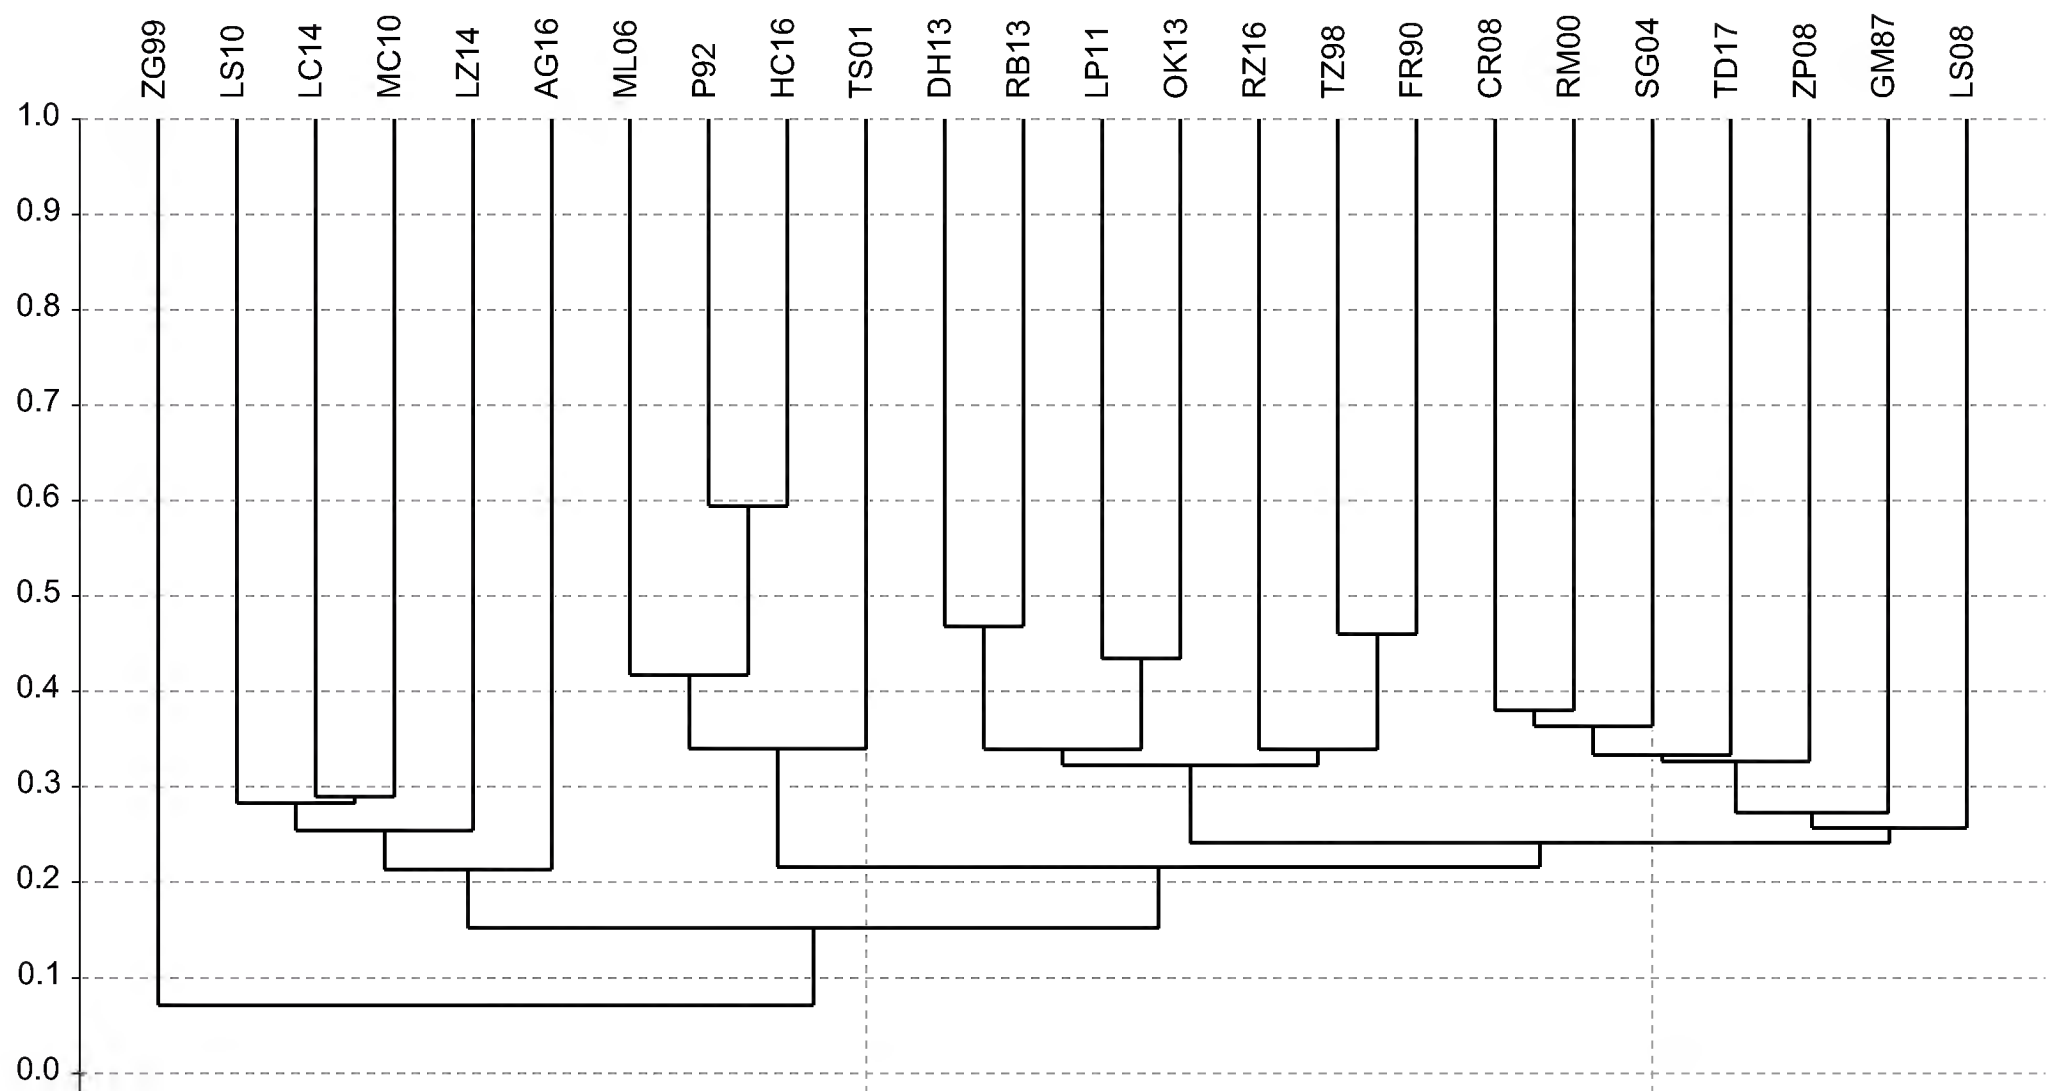 ZG99
LS10
LC14
MC10
LZ14
AG16
ML06
P92
HC16
TS01
DH13
RB13
LP11
OK13
RZ16
TZ98
FR90
CR08
RM00
SG04
TD17
ZP08
GM87
LS08
1.0
0.9
0.8
0.7
0.6
0.5
0.4
0.3
0.2
0.1
0.0